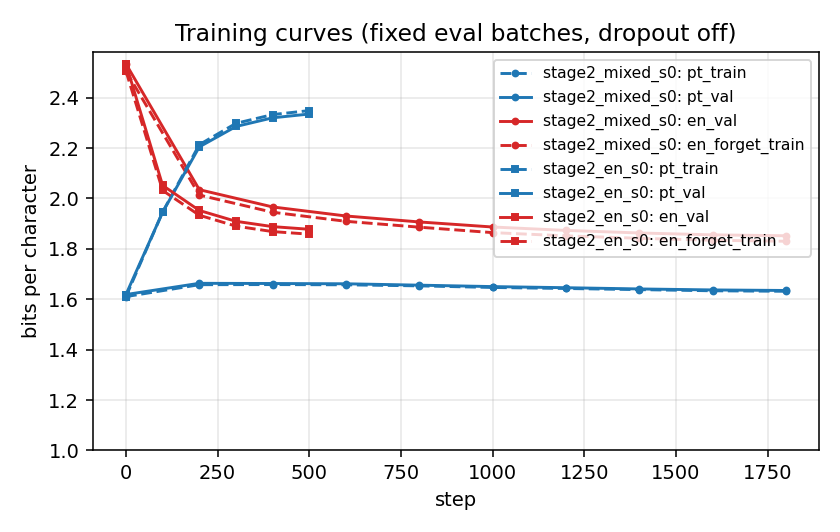 Training curves (fixed eval batches, dropout off)
bits per character
2.4
2.2
2.0
1.8
1.6
1.4
1.2
1.0
stage2_mixed_s0: pt_train
stage2_mixed_s0: pt_val
stage2_mixed_s0: en_val
stage2_mixed_s0: en_forget_train
stage2_en_s0: pt_train
stage2_en_s0: pt_val
stage2_en_s0: en_val
stage2_en_s0: en_forget_train
0 250 500 750 1000 1250 1500 1750
step